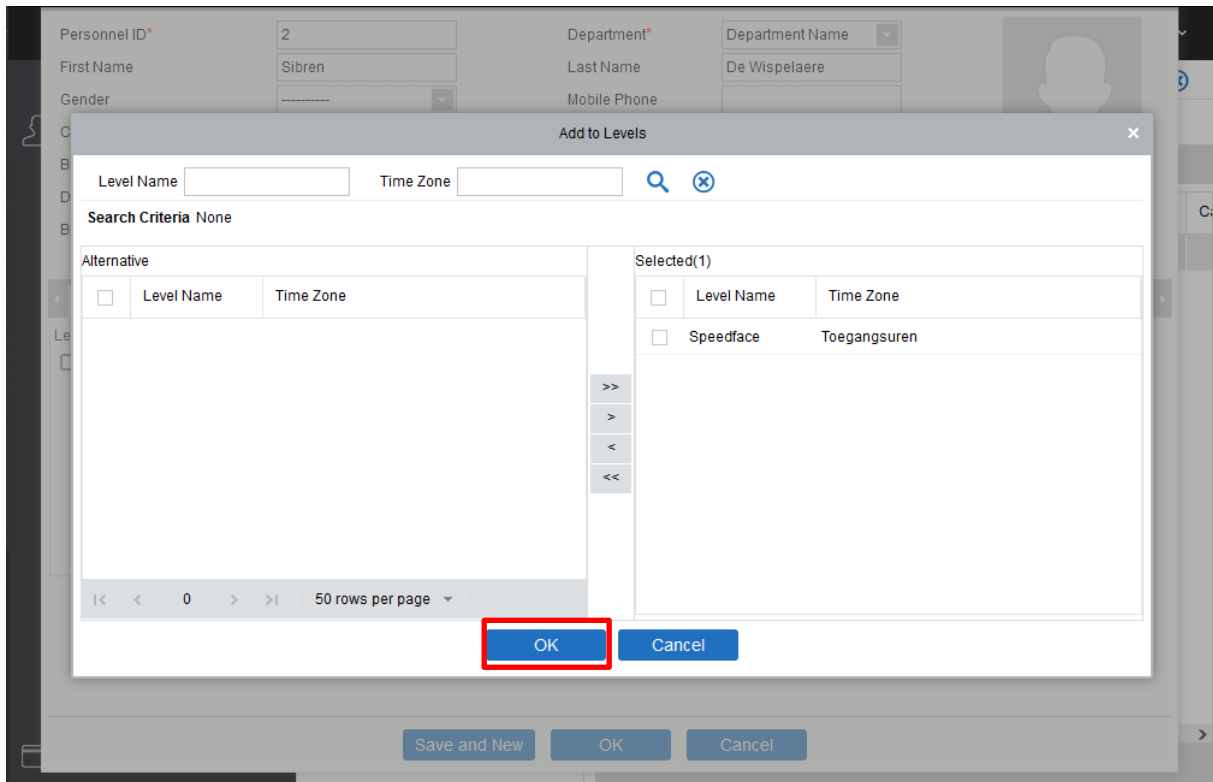 Personnel ID* 2 Department* Department Name
First Name Sibren Last Name De Wispelaere
Gender ---------- Mobile Phone
Add to Levels ×
Level Name Time Zone
Search Criteria None
Alternative Selected(1)
Level Name Time Zone Level Name Time Zone
Speedface Toegangsuren
>>
>
<
<<
|< < 0 > >| 50 rows per page
OK Cancel
Save and New OK Cancel